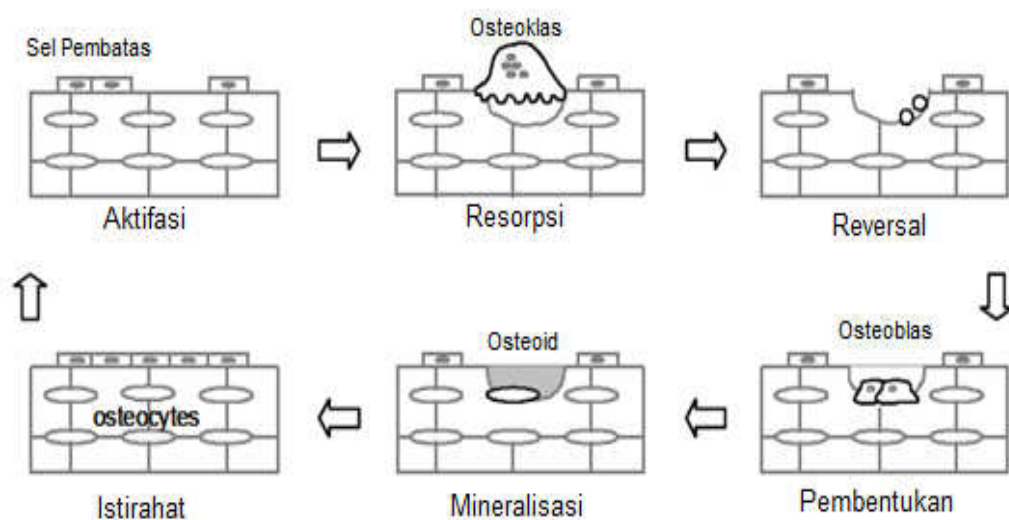 Sel Pembatas
Osteoklas
Aktifasi
Resorpsi
Reversal
Osteoblas
Osteoid
osteocytes
Istirahat
Mineralisasi
Pembentukan